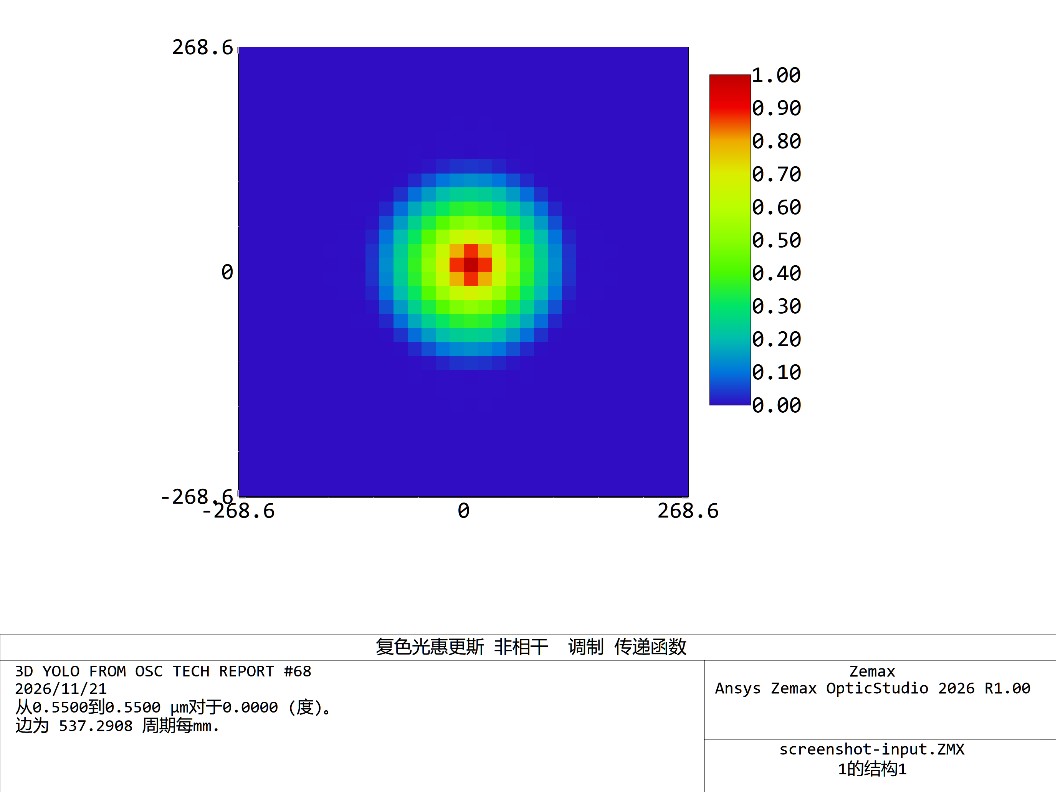 268.6
0
-268.6
-268.6 0 268.6
1.00
0.90
0.80
0.70
0.60
0.50
0.40
0.30
0.20
0.10
0.00
复色光惠更斯 非相干 调制 传递函数
3D YOLO FROM OSC TECH REPORT #68
2026/11/21
从0.5500到0.5500 µm对于0.0000 (度)。
边为 537.2908 周期每mm.
Zemax
Ansys Zemax OpticStudio 2026 R1.00
screenshot-input.ZMX
1的结构1